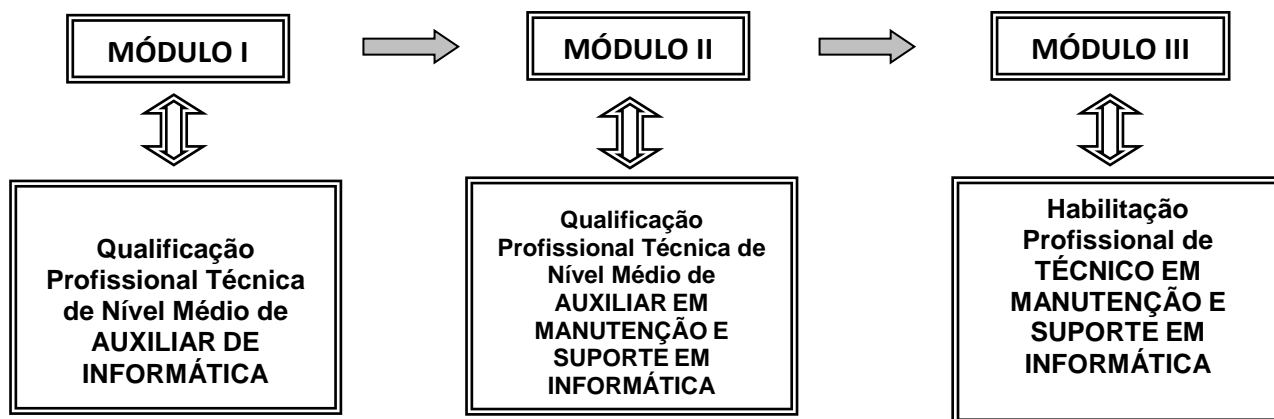 MÓDULO I
MÓDULO II
MÓDULO III
Qualificação
Profissional Técnica
de Nível Médio de
AUXILIAR DE
INFORMÁTICA
Qualificação
Profissional Técnica de
Nível Médio de
AUXILIAR EM
MANUTENÇÃO E
SUPORTE EM
INFORMÁTICA
Habilitação
Profissional de
TÉCNICO EM
MANUTENÇÃO E
SUPORTE EM
INFORMÁTICA